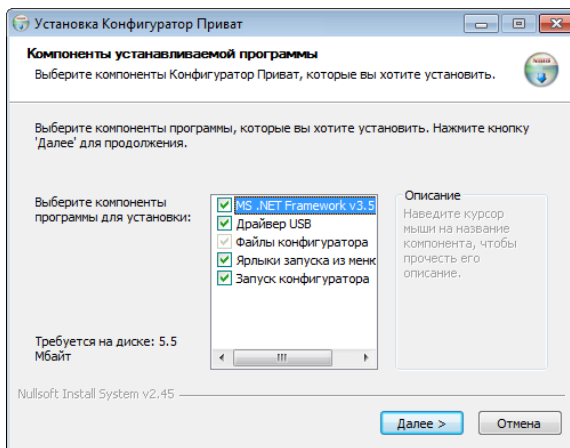 Установка Конфигуратор Приват
Компоненты устанавливаемой программы
Выберите компоненты Конфигуратор Приват, которые вы хотите установить.
Выберите компоненты программы, которые вы хотите установить. Нажмите кнопку
'Далее' для продолжения.
Выберите компоненты
программы для установки:
MS .NET Framework v3.5
Драйвер USB
Файлы конфигуратора
Ярлыки запуска из менк
Запуск конфигуратора
Описание
Наведите курсор
мыши на название
компонента, чтобы
прочесть его
описание.
Требуется на диске: 5.5
Мбайт
Nullsoft Install System v2.45
Далее >
Отмена